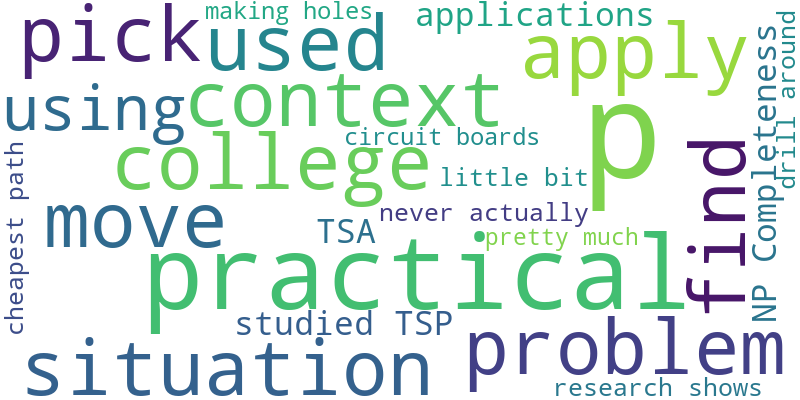 making holes
applications
pick
used
apply
drill around
NP Completeness
using
context
p
circuit boards
college
find
little bit
cheapest path
move
never actually
TSA
pretty much
practical
studied TSP
problem
situation
research shows